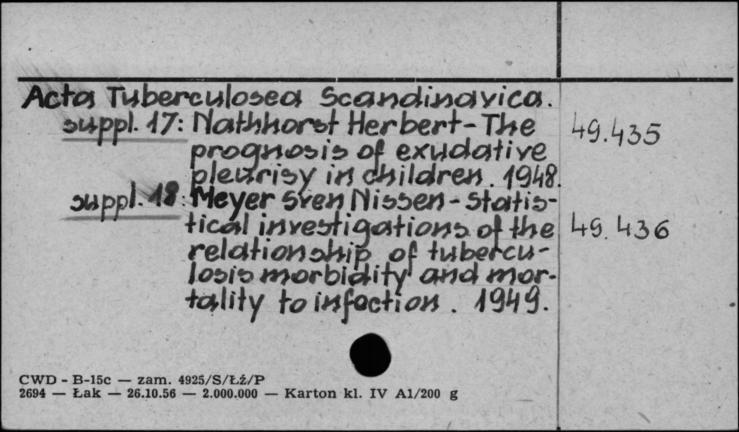 Acta Tuberculosea Scandinavica.
suppl. 17: Nathhorst Herbert - The 49.435
prognosis of exudative
pleurisy in children. 1948.
suppl. 18: Meyer Sven Nissen - Statis-
tical investigations of the 49.436
relationship of tubercu-
losis morbidity and mor-
tality to infection. 1949.
CWD - B-15c — zam. 4925/S/Łź/P
2694 — Łak — 26.10.56 — 2.000.000 — Karton kl. IV A1/200 g